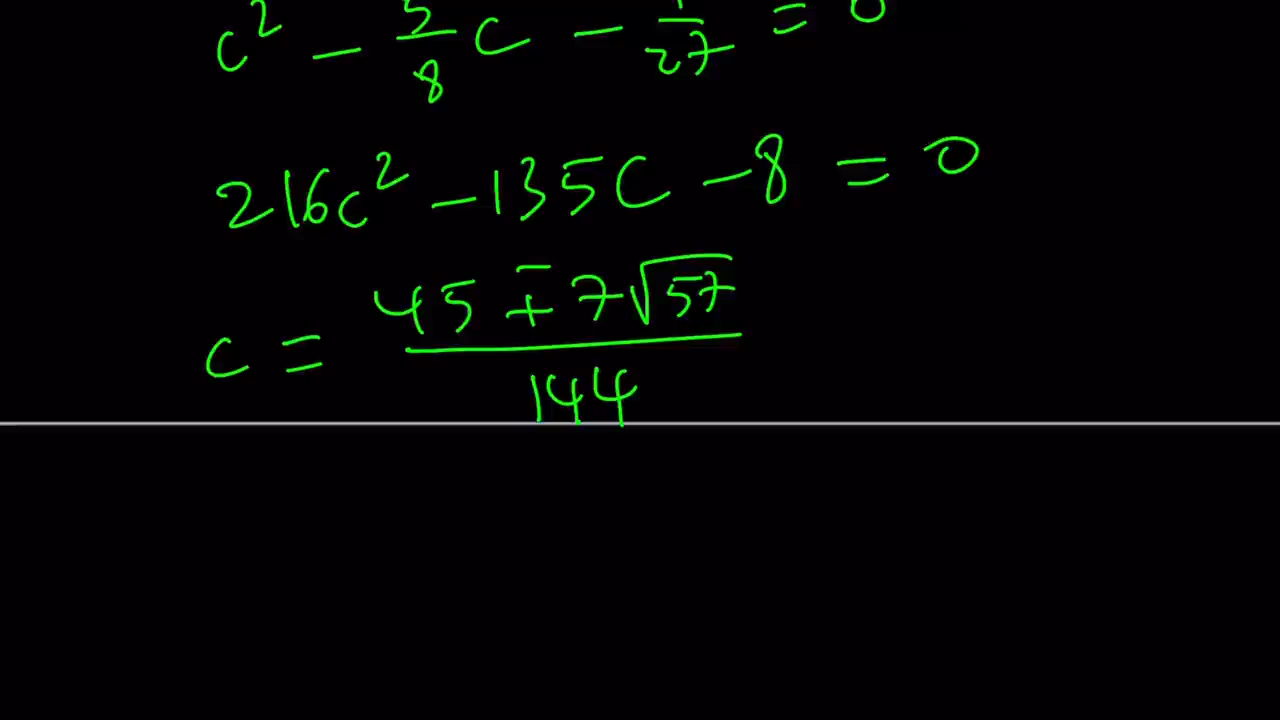 c² - 5/8 c - 1/27 = 0
216c² - 135c - 8 = 0
c = (45 ∓ 7√57)/144